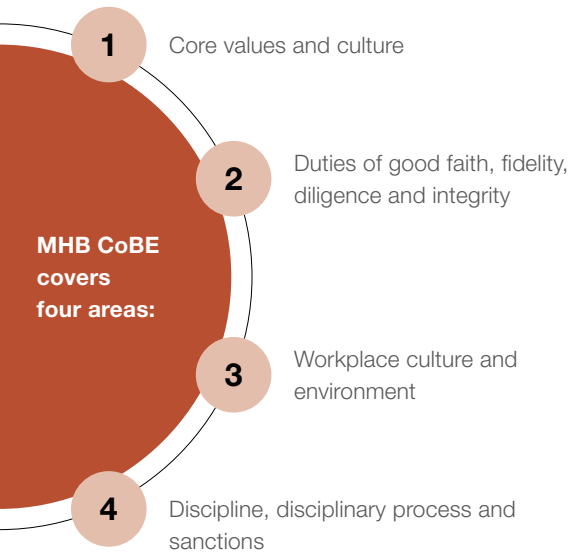 MHB CoBE
covers
four areas:
1
Core values and culture
2
Duties of good faith, fidelity,
diligence and integrity
3
Workplace culture and
environment
4
Discipline, disciplinary process and
sanctions